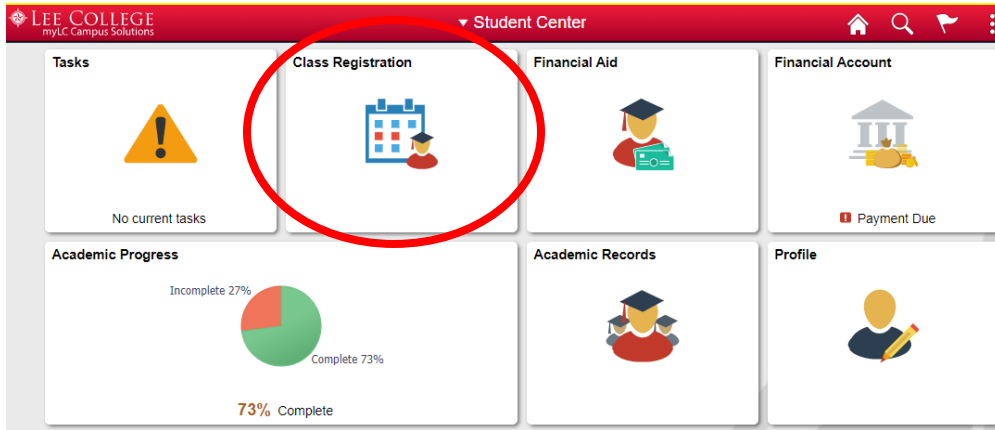 LEE COLLEGE
myLC Campus Solutions
Student Center
Tasks
Class Registration
Financial Aid
Financial Account
No current tasks
Payment Due
Academic Progress
Academic Records
Profile
Incomplete 27%
Complete 73%
73% Complete